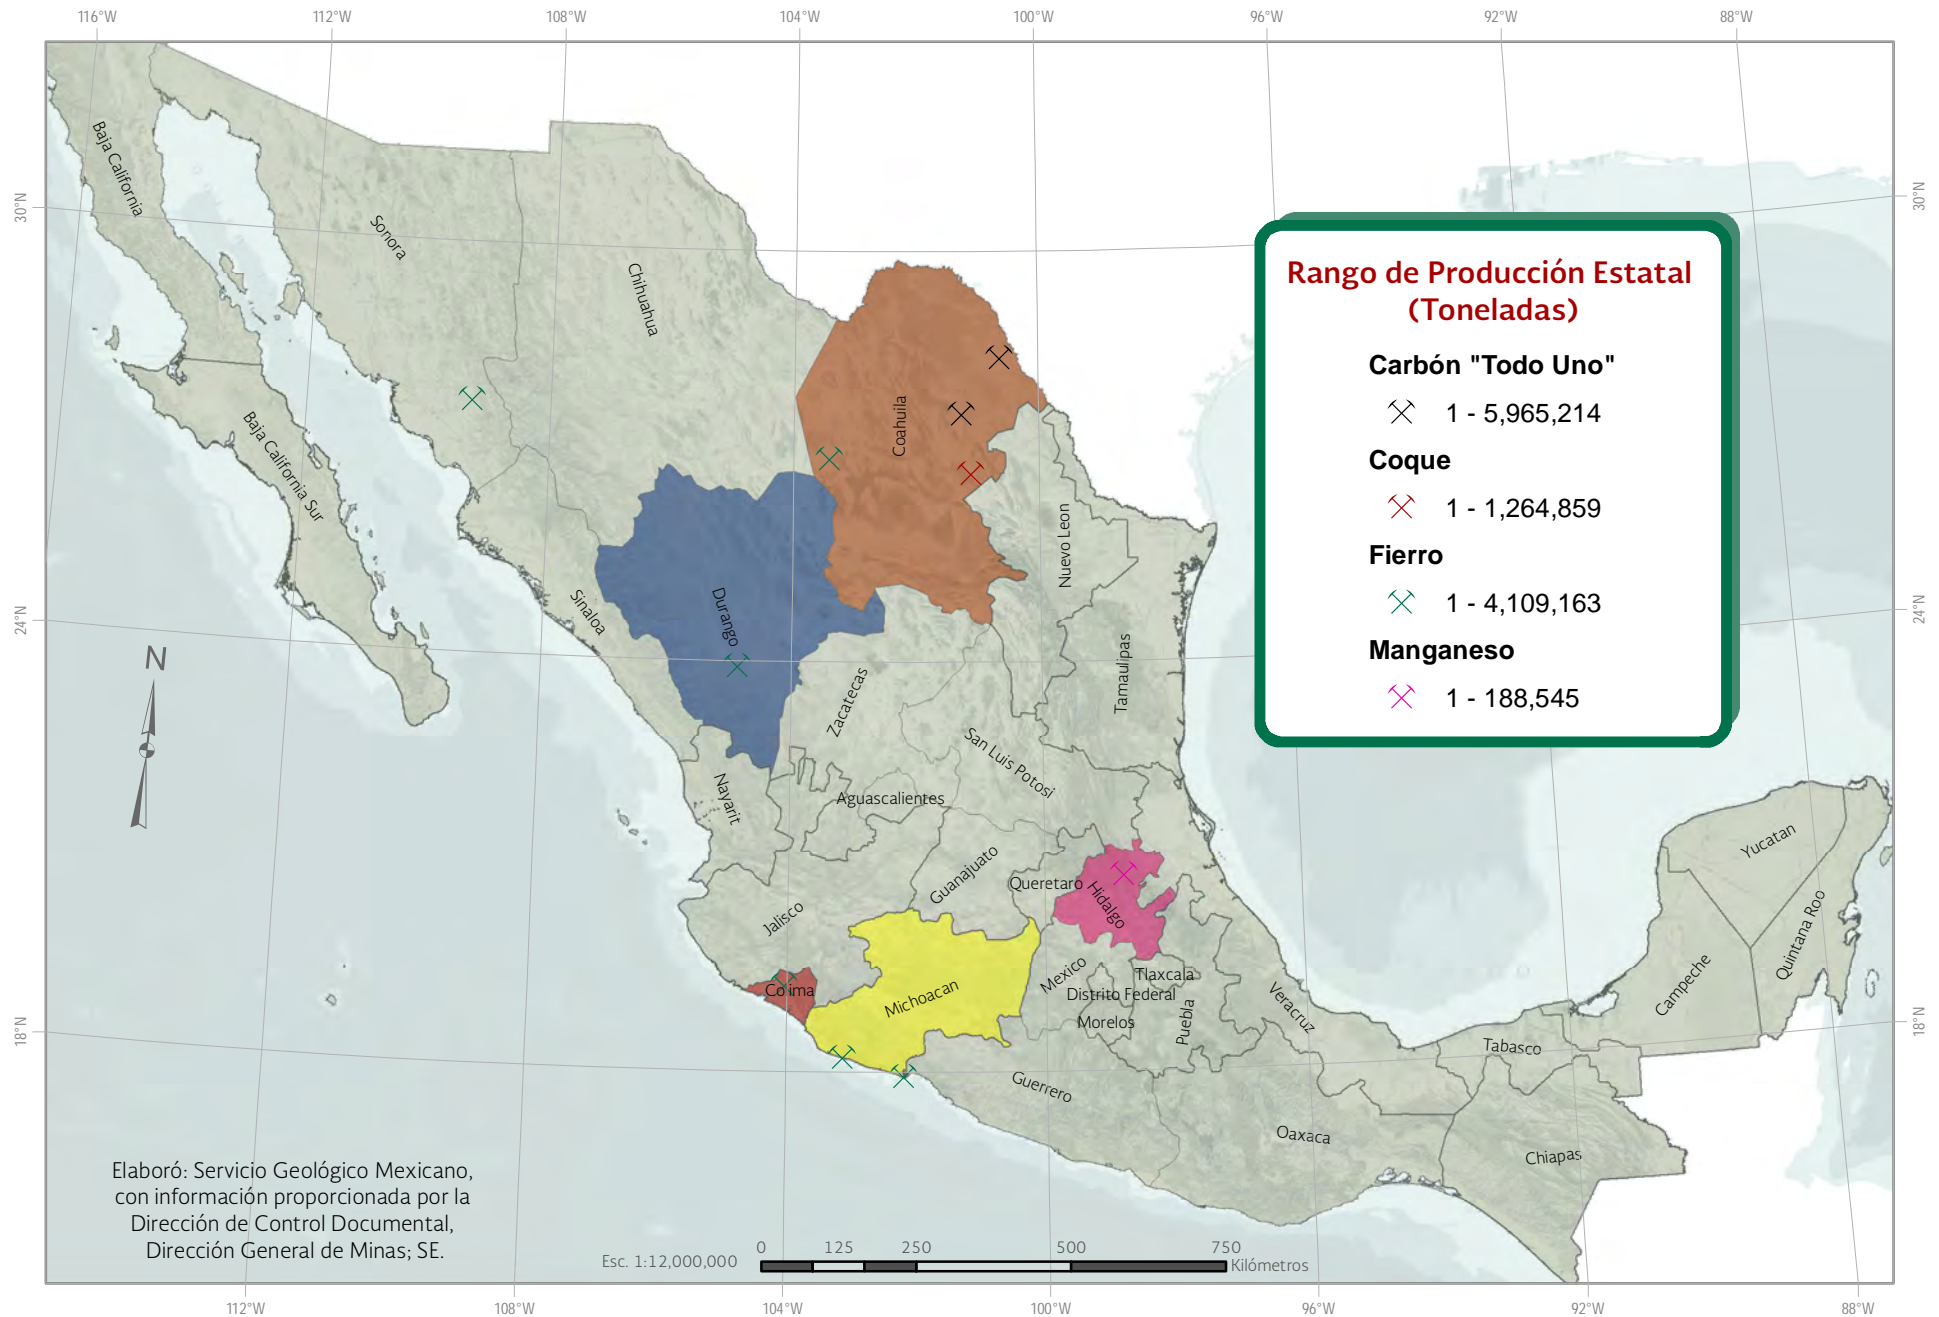 116°W 112°W 108°W 104°W 100°W 96°W 92°W 88°W
30°N
30°N
24°N
24°N
18°N
18°N
Baja California
Sonora
Chihuahua
Coahuila
Baja California Sur
Nuevo Leon
Durango
Sinaloa
Tamaulipas
Zacatecas
San Luis Potosi
Nayarit
Aguascalientes
Guanajuato
Queretaro
Hidalgo
Jalisco
Colima
Michoacan
Mexico
Tlaxcala
Distrito Federal
Morelos
Puebla
Veracruz
Guerrero
Oaxaca
Tabasco
Chiapas
Campeche
Yucatan
Quintana Roo
Rango de Producción Estatal
(Toneladas)
Carbón "Todo Uno"
1 - 5,965,214
Coque
1 - 1,264,859
Fierro
1 - 4,109,163
Manganeso
1 - 188,545
N
Elaboró: Servicio Geológico Mexicano,
con información proporcionada por la
Dirección de Control Documental,
Dirección General de Minas; SE.
Esc. 1:12,000,000
0 125 250 500 750
Kilómetros
112°W 108°W 104°W 100°W 96°W 92°W 88°W